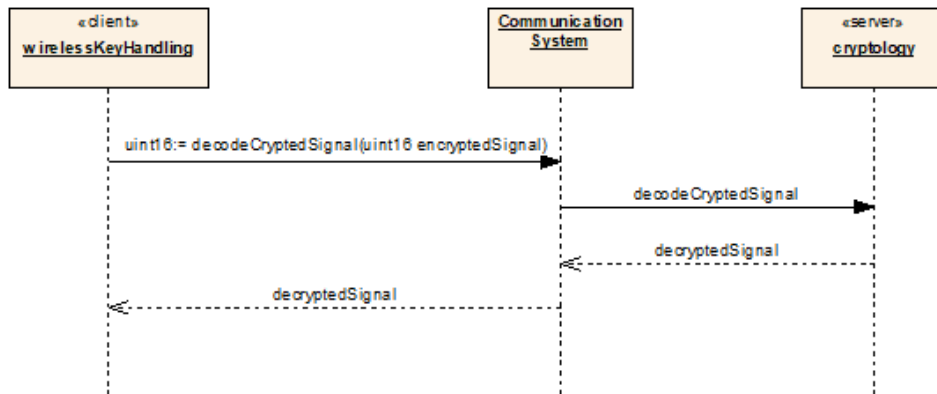 «client»
wirelessKeyHandling
Communication
System
«server»
cryptology
uint16:= decodeCryptedSignal(uint16 encryptedSignal)
decodeCryptedSignal
decryptedSignal
decryptedSignal